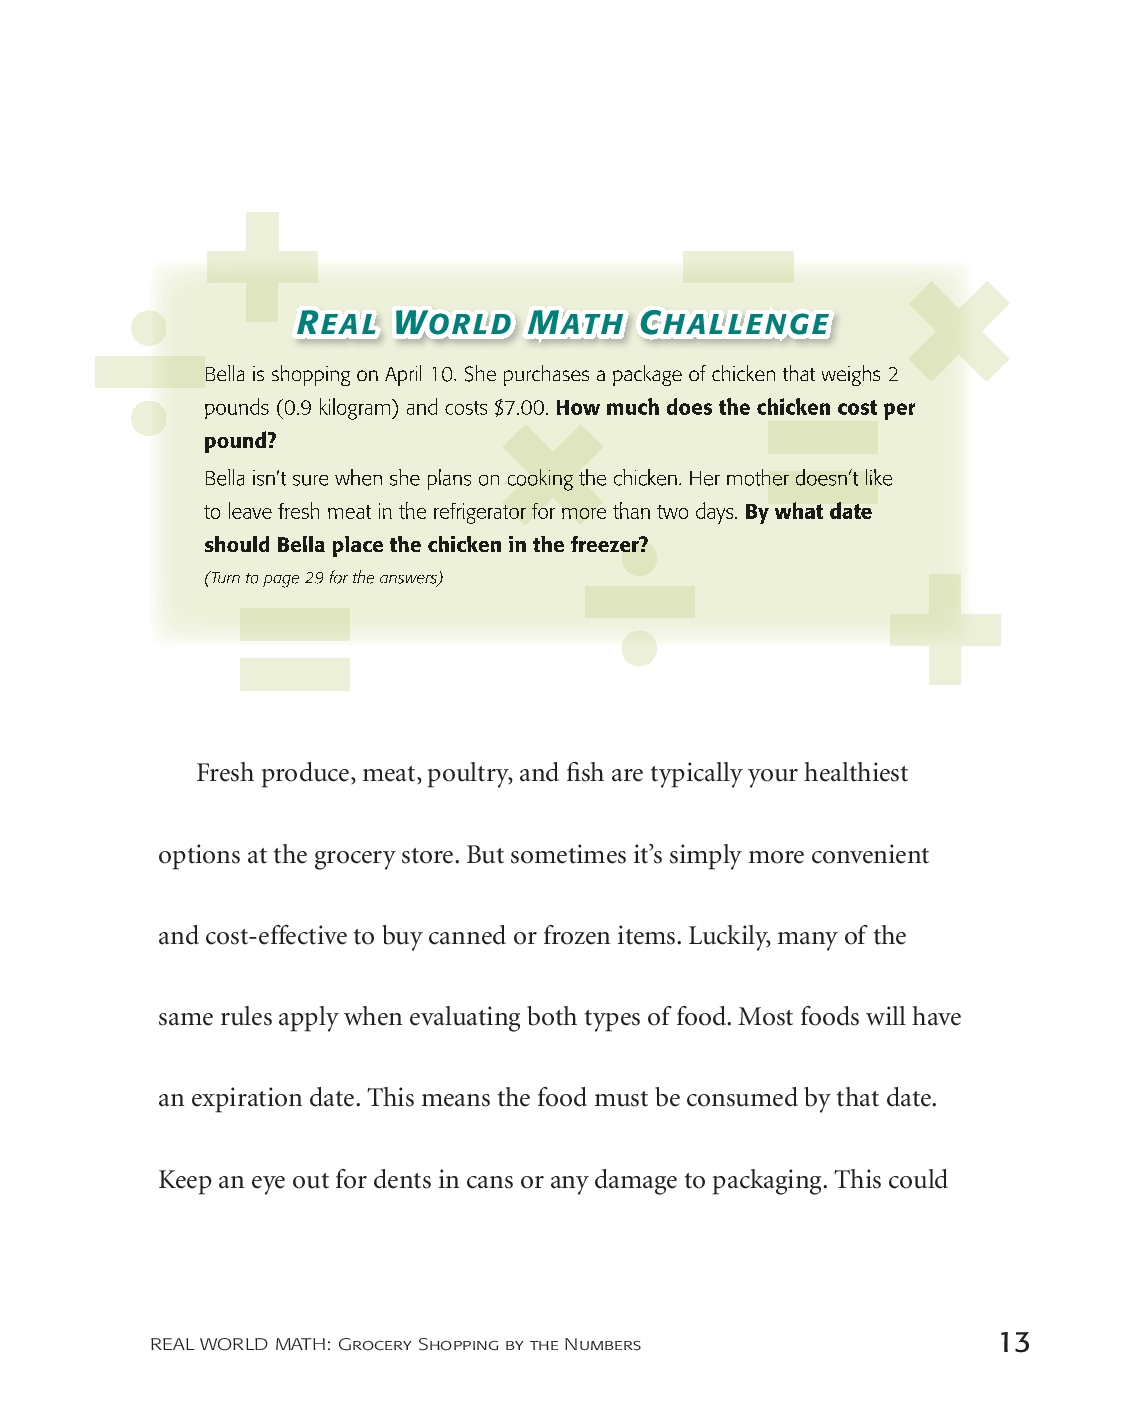 REAL WORLD MATH CHALLENGE
Bella is shopping on April 10. She purchases a package of chicken that weighs 2
pounds (0.9 kilogram) and costs $7.00. How much does the chicken cost per
pound?
Bella isn't sure when she plans on cooking the chicken. Her mother doesn't like
to leave fresh meat in the refrigerator for more than two days. By what date
should Bella place the chicken in the freezer?
(Turn to page 29 for the answers)
Fresh produce, meat, poultry, and fish are typically your healthiest
options at the grocery store. But sometimes it's simply more convenient
and cost-effective to buy canned or frozen items. Luckily, many of the
same rules apply when evaluating both types of food. Most foods will have
an expiration date. This means the food must be consumed by that date.
Keep an eye out for dents in cans or any damage to packaging. This could
REAL WORLD MATH: GROCERY SHOPPING BY THE NUMBERS
13